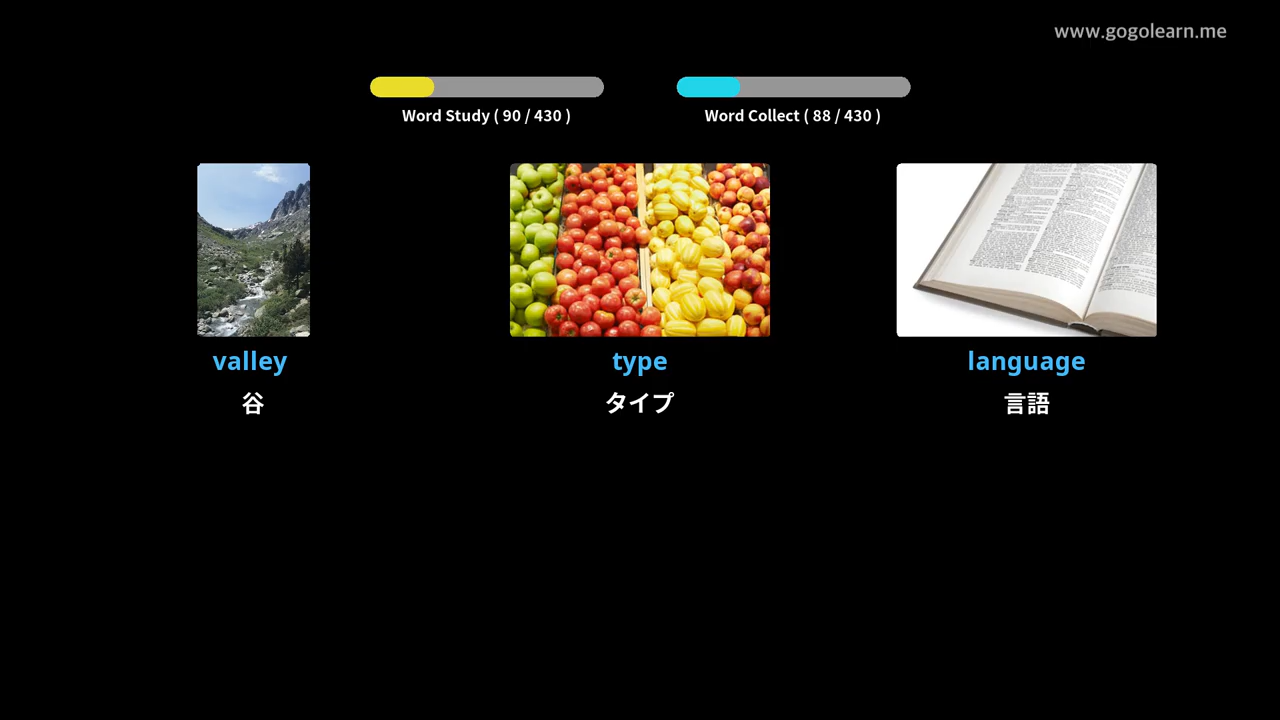 www.gogolearn.me
Word Study ( 90 / 430 )
Word Collect ( 88 / 430 )
valley
type
language
谷
タイプ
言語